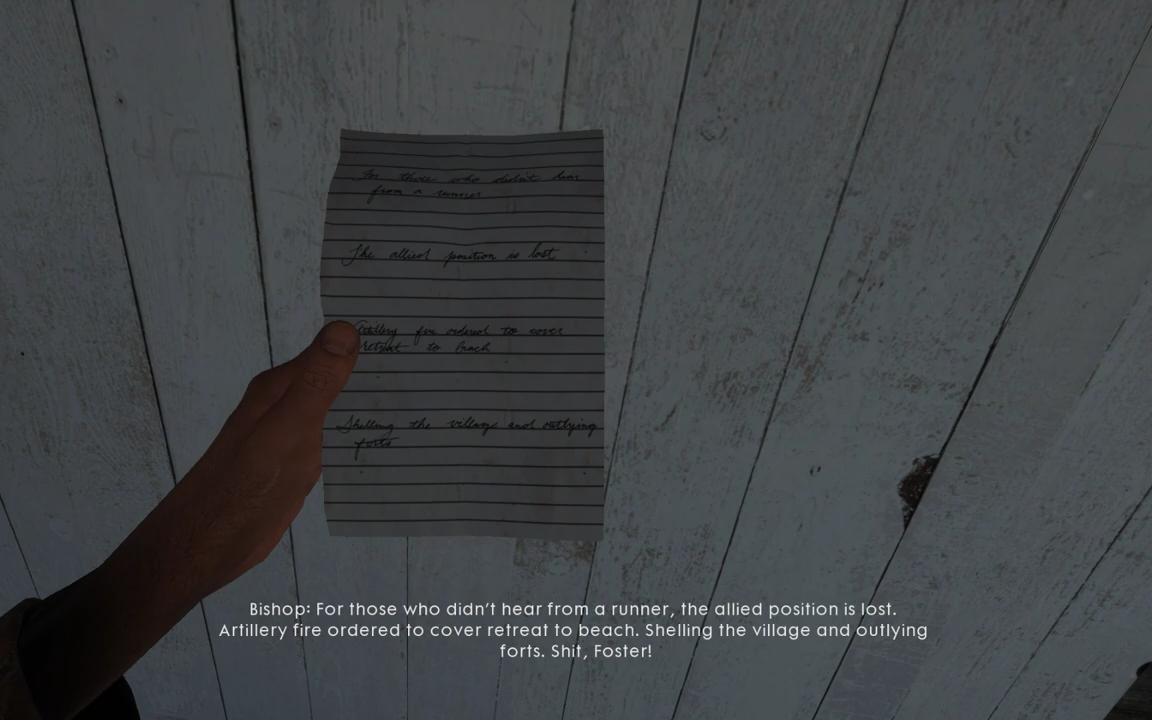 For those who didn't hear
from a runner
The allied position is lost
Artillery fire ordered to cover
retreat to beach
Shelling the village and outlying
forts
Bishop: For those who didn't hear from a runner, the allied position is lost.
Artillery fire ordered to cover retreat to beach. Shelling the village and outlying
forts. Shit, Foster!